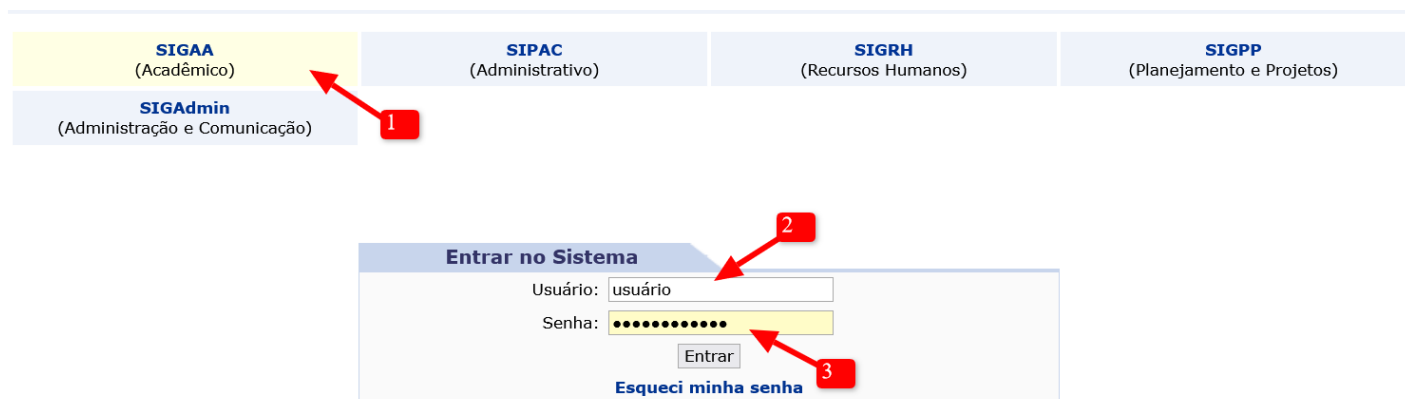 SIGAA
(Acadêmico)
SIPAC
(Administrativo)
SIGRH
(Recursos Humanos)
SIGPP
(Planejamento e Projetos)
SIGAdmin
(Administração e Comunicação)
1
2
Entrar no Sistema
Usuário: usuário
Senha: ●●●●●●●●●●●●
Entrar
3
Esqueci minha senha